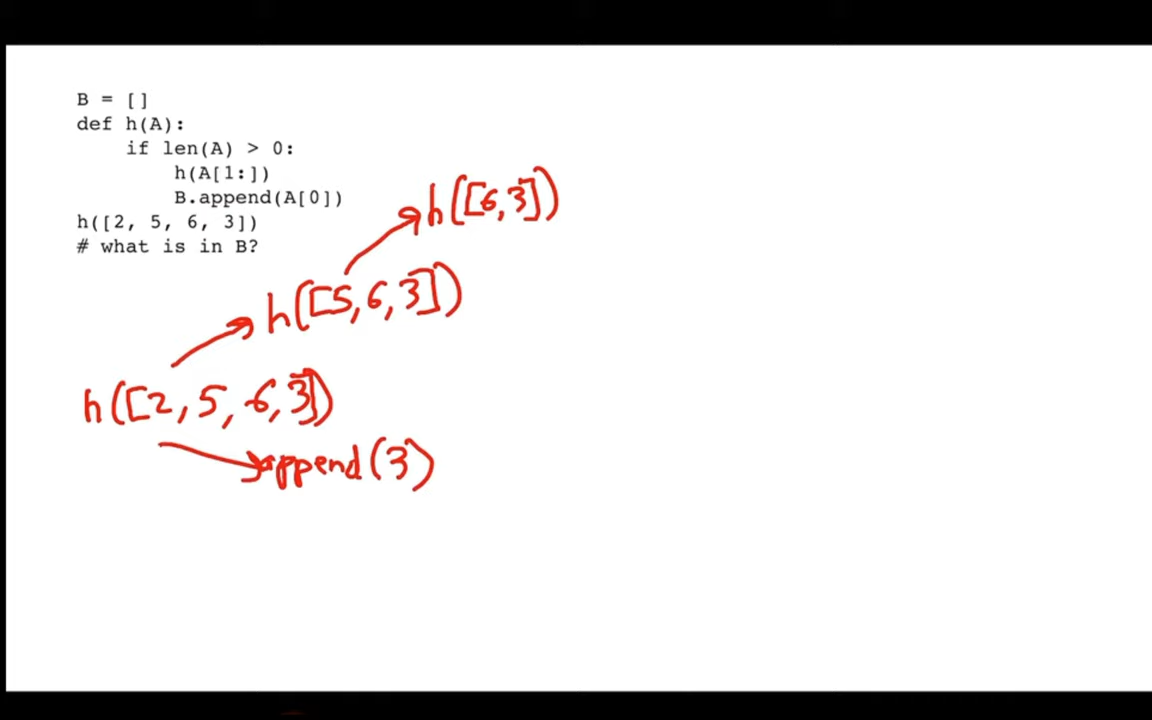 B = []
def h(A):
    if len(A) > 0:
        h(A[1:])
        B.append(A[0])
h([2, 5, 6, 3])
# what is in B?
h([6,3])
h([5,6,3])
h([2,5,6,3])
append(3)